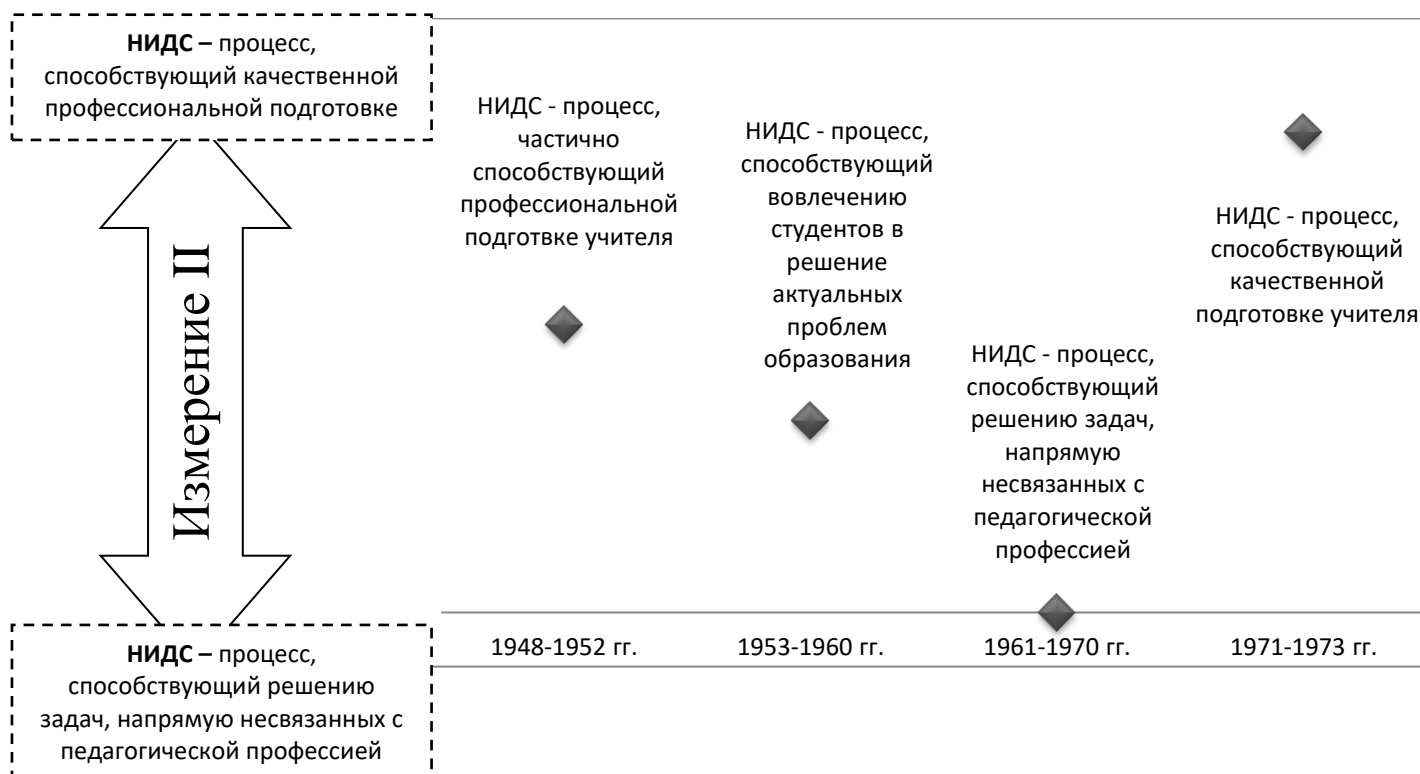 НИДС – процесс,
способствующий качественной
профессиональной подготовке
Измерение II
НИДС – процесс,
способствующий решению
задач, напрямую несвязанных с
педагогической профессией
НИДС - процесс,
частично
способствующий
профессиональной
подготвке учителя
НИДС - процесс,
способствующий
вовлечению
студентов в
решение
актуальных
проблем
образования
НИДС - процесс,
способствующий
решению задач,
напрямую
несвязанных с
педагогической
профессией
НИДС - процесс,
способствующий
качественной
подготовке учителя
1948-1952 гг.
1953-1960 гг.
1961-1970 гг.
1971-1973 гг.